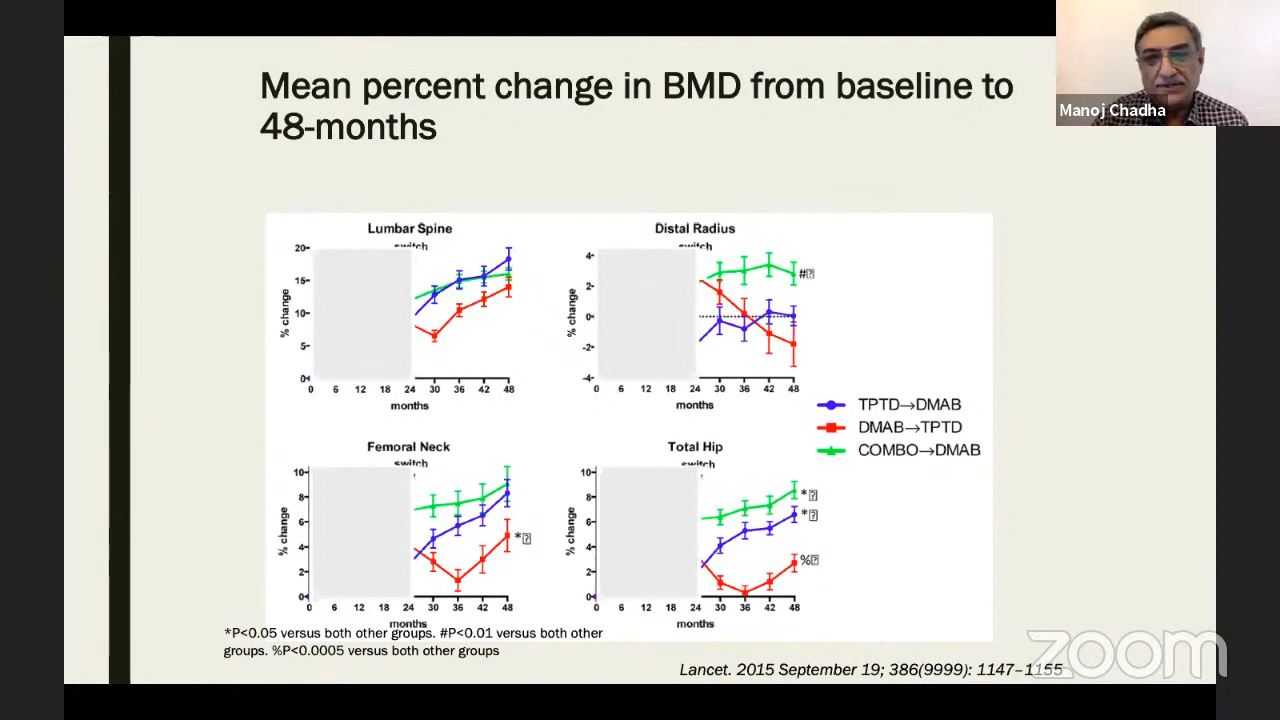 Manoj Chadha
Mean percent change in BMD from baseline to
48-months
Lumbar Spine
switch
20
15
10
5
0
% change
0 6 12 18 24 30 36 42 48
months
Distal Radius
switch
4
2
0
-2
-4
% change
#
0 6 12 18 24 30 36 42 48
months
TPTD→DMAB
DMAB→TPTD
COMBO→DMAB
Femoral Neck
switch
10
8
6
4
2
0
% change
*
0 6 12 18 24 30 36 42 48
months
Total Hip
switch
10
8
6
4
2
0
% change
*
*
%
0 6 12 18 24 30 36 42 48
months
*P<0.05 versus both other groups. #P<0.01 versus both other
groups. %P<0.0005 versus both other groups
Lancet. 2015 September 19; 386(9999): 1147–1155
zoom